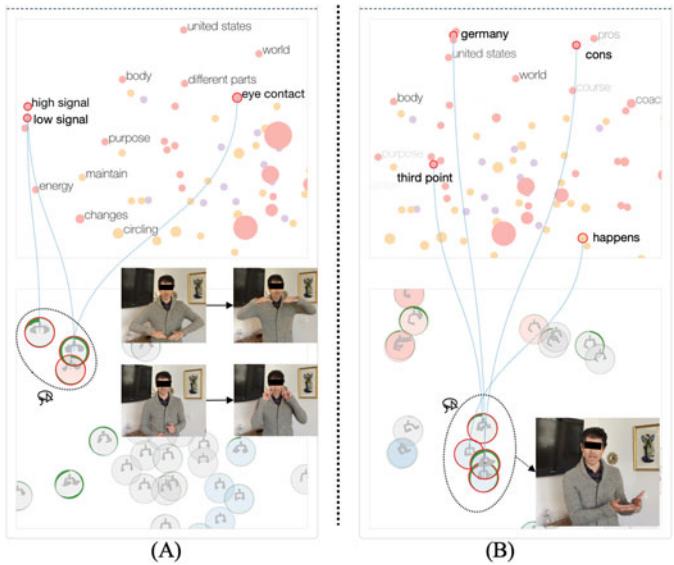 united states
world
body
different parts
high signal
eye contact
low signal
purpose
energy
maintain
changes
circling
(A)
germany
pros
united states
cons
world
course
body
coac
purpose
third point
happens
(B)